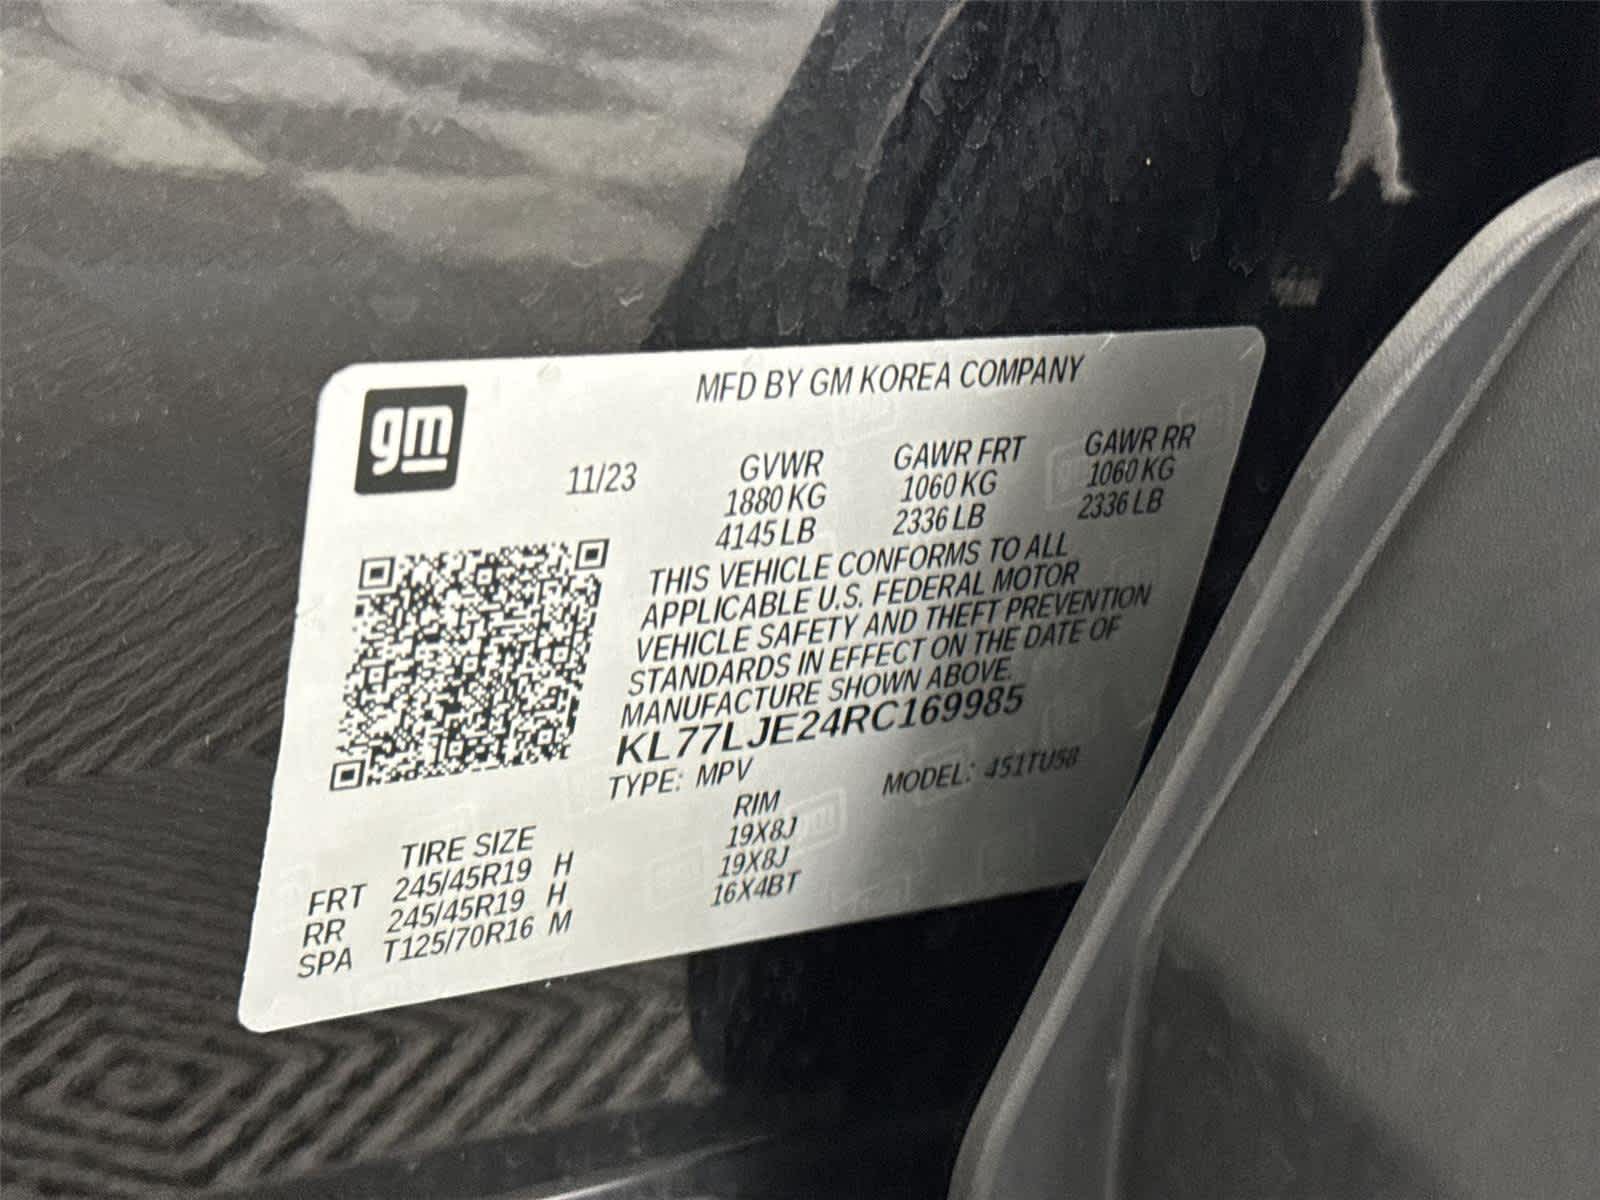 MFD BY GM KOREA COMPANY
gm
11/23
GVWR
1880 KG
4145 LB
GAWR FRT
1060 KG
2336 LB
GAWR RR
1060 KG
2336 LB
THIS VEHICLE CONFORMS TO ALL
APPLICABLE U.S. FEDERAL MOTOR
VEHICLE SAFETY AND THEFT PREVENTION
STANDARDS IN EFFECT ON THE DATE OF
MANUFACTURE SHOWN ABOVE.
KL77LJE24RC169985
TYPE: MPV MODEL: 451TU58
TIRE SIZE RIM
FRT 245/45R19 H 19X8J
RR 245/45R19 H 19X8J
SPA T125/70R16 M 16X4BT